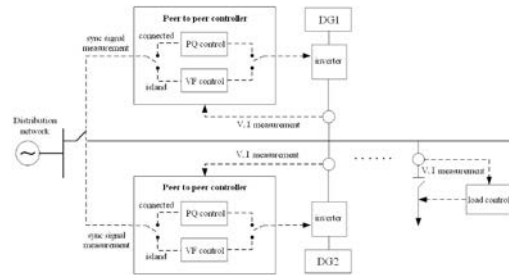 Peer to peer controller
DG1
sync signal
measurement
connected
PQ control
island
VF control
inverter
V. I measurement
Distribution
network
V. I measurement
V. I measurement
Peer to peer controller
sync signal
measurement
connected
PQ control
island
VF control
inverter
load control
DG2